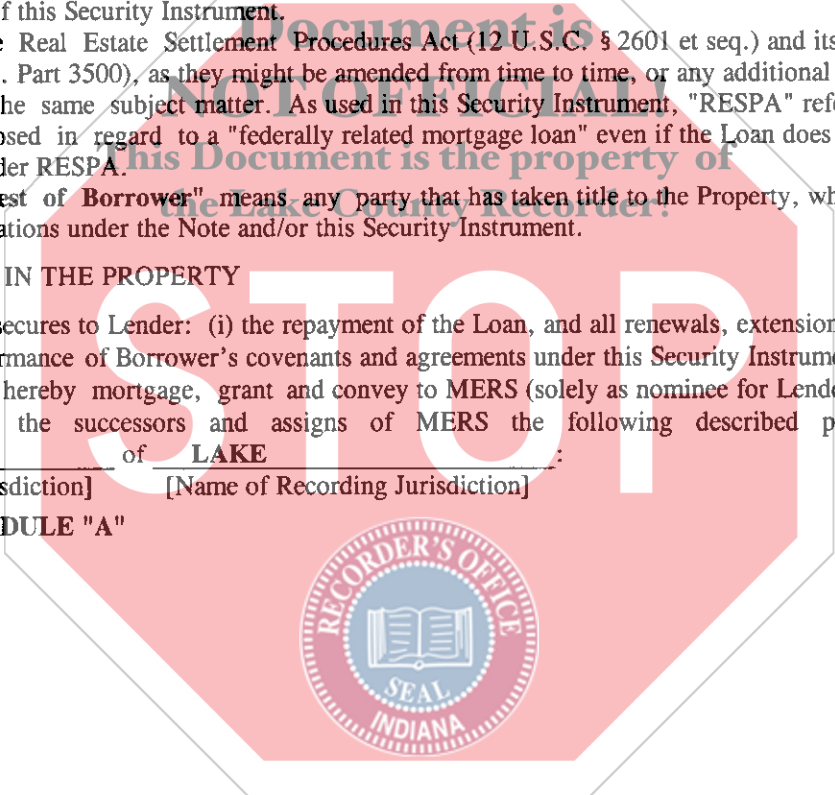 f this Security Instrument.
Document is
e Real Estate Settlement Procedures Act (12 U.S.C. § 2601 et seq.) and its
. Part 3500), as they might be amended from time to time, or any additional
NOT OFFICIAL!
he same subject matter. As used in this Security Instrument, "RESPA" refe
osed in regard to a "federally related mortgage loan" even if the Loan does
This Document is the property of
der RESPA.
est of Borrower" means any party that has taken title to the Property, wh
the Lake County Recorder!
ations under the Note and/or this Security Instrument.
IN THE PROPERTY
secures to Lender: (i) the repayment of the Loan, and all renewals, extension
rmance of Borrower's covenants and agreements under this Security Instrume
hereby mortgage, grant and convey to MERS (solely as nominee for Lende
the successors and assigns of MERS the following described p
STOP
of LAKE :
sdiction] [Name of Recording Jurisdiction]
DULE "A"
RECORDER'S OFFICE
SEAL
INDIANA